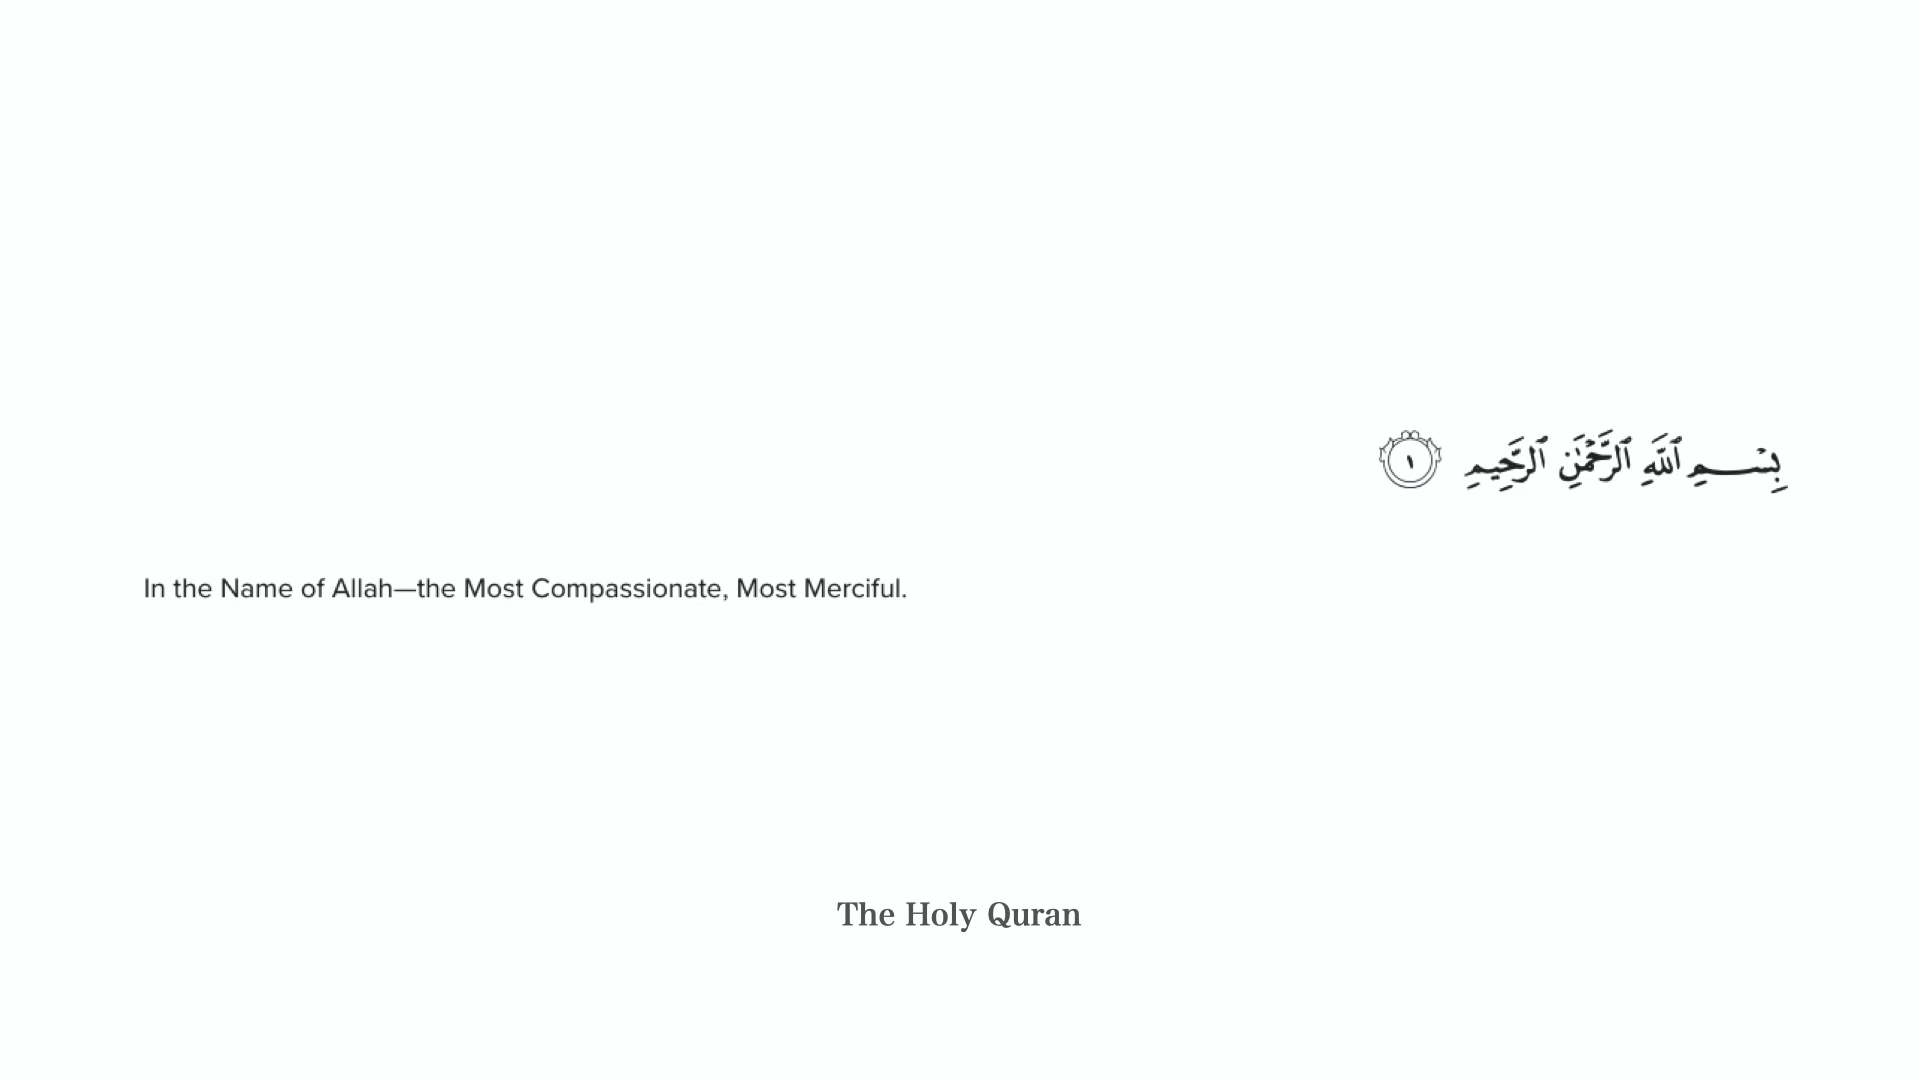 بِسْمِ ٱللَّهِ ٱلرَّحْمَٰنِ ٱلرَّحِيمِ ١
In the Name of Allah—the Most Compassionate, Most Merciful.
The Holy Quran